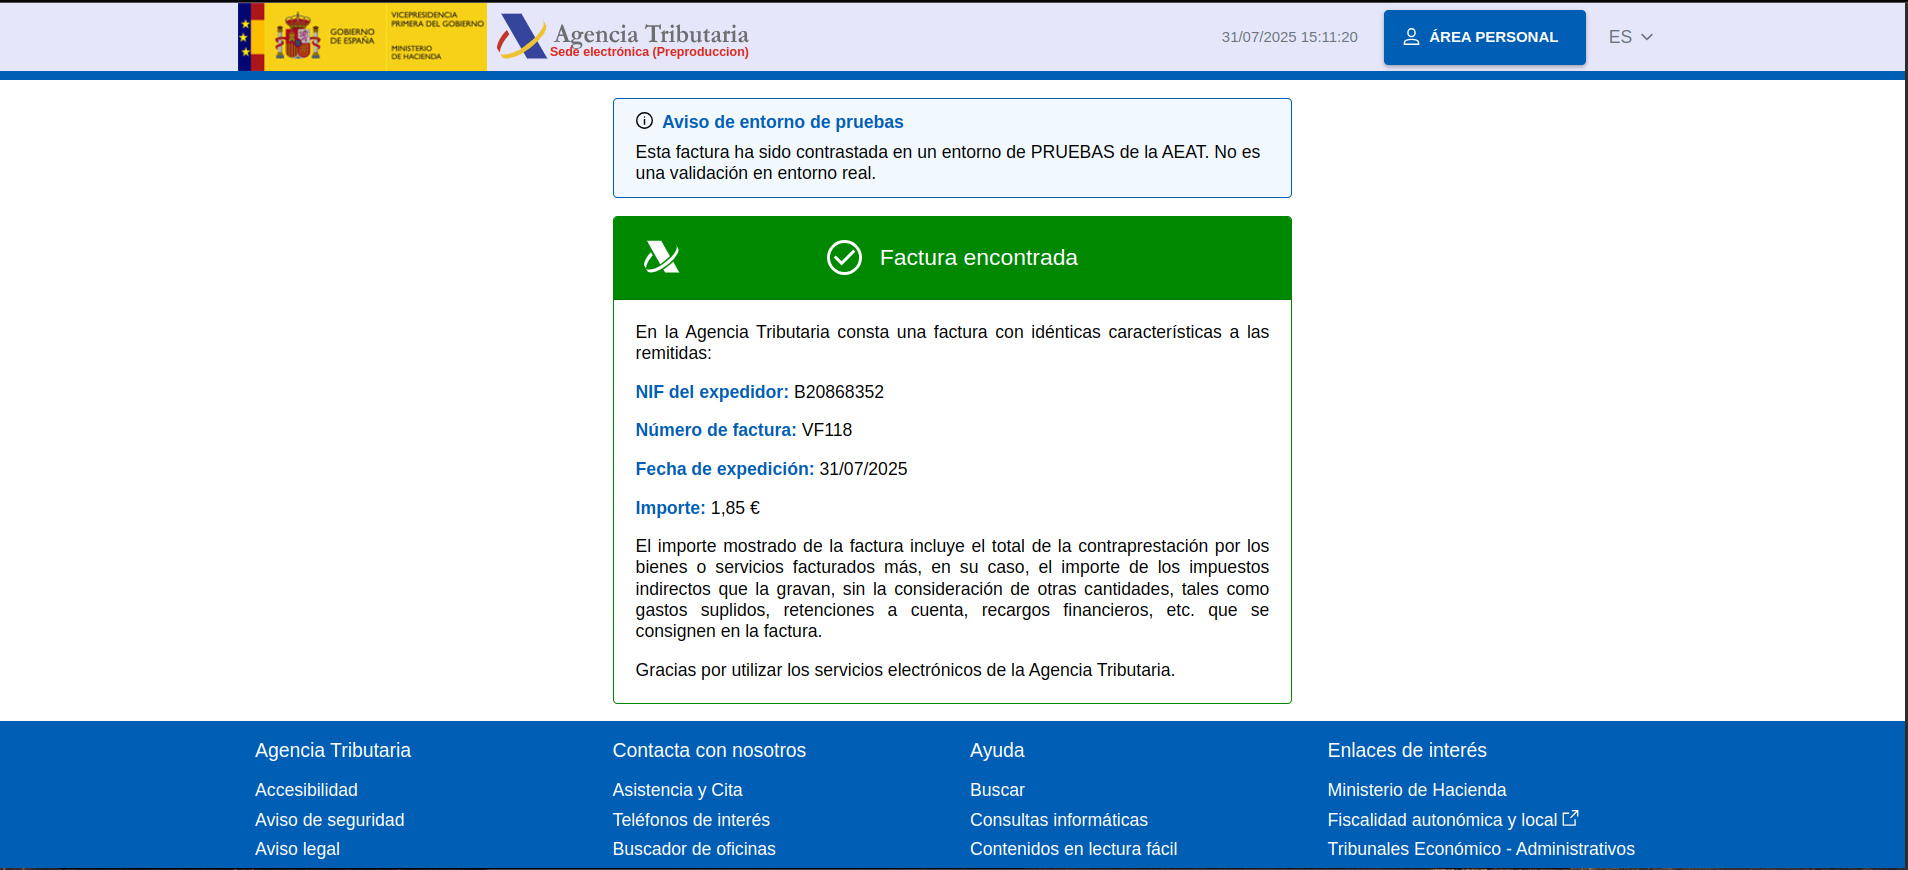 GOBIERNO
DE ESPAÑA
VICEPRESIDENCIA
PRIMERA DEL GOBIERNO
MINISTERIO
DE HACIENDA
Agencia Tributaria
Sede electrónica (Preproduccion)
31/07/2025 15:11:20
ÁREA PERSONAL
ES
Aviso de entorno de pruebas
Esta factura ha sido contrastada en un entorno de PRUEBAS de la AEAT. No es
una validación en entorno real.
Factura encontrada
En la Agencia Tributaria consta una factura con idénticas características a las
remitidas:
NIF del expedidor: B20868352
Número de factura: VF118
Fecha de expedición: 31/07/2025
Importe: 1,85 €
El importe mostrado de la factura incluye el total de la contraprestación por los
bienes o servicios facturados más, en su caso, el importe de los impuestos
indirectos que la gravan, sin la consideración de otras cantidades, tales como
gastos suplidos, retenciones a cuenta, recargos financieros, etc. que se
consignen en la factura.
Gracias por utilizar los servicios electrónicos de la Agencia Tributaria.
Agencia Tributaria
Accesibilidad
Aviso de seguridad
Aviso legal
Contacta con nosotros
Asistencia y Cita
Teléfonos de interés
Buscador de oficinas
Ayuda
Buscar
Consultas informáticas
Contenidos en lectura fácil
Enlaces de interés
Ministerio de Hacienda
Fiscalidad autonómica y local
Tribunales Económico - Administrativos